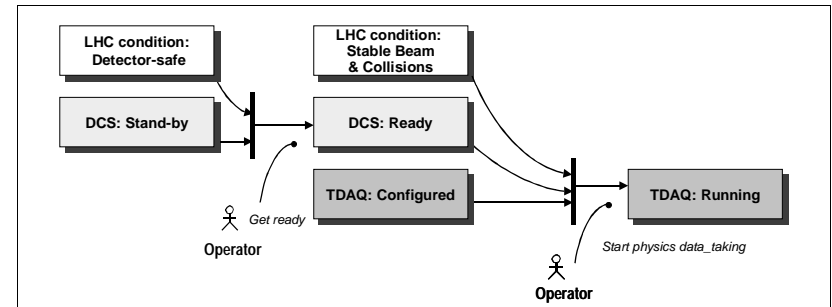 LHC condition:
Detector-safe
LHC condition:
Stable Beam
& Collisions
DCS: Stand-by
DCS: Ready
TDAQ: Configured
TDAQ: Running
Get ready
Operator
Start physics data_taking
Operator